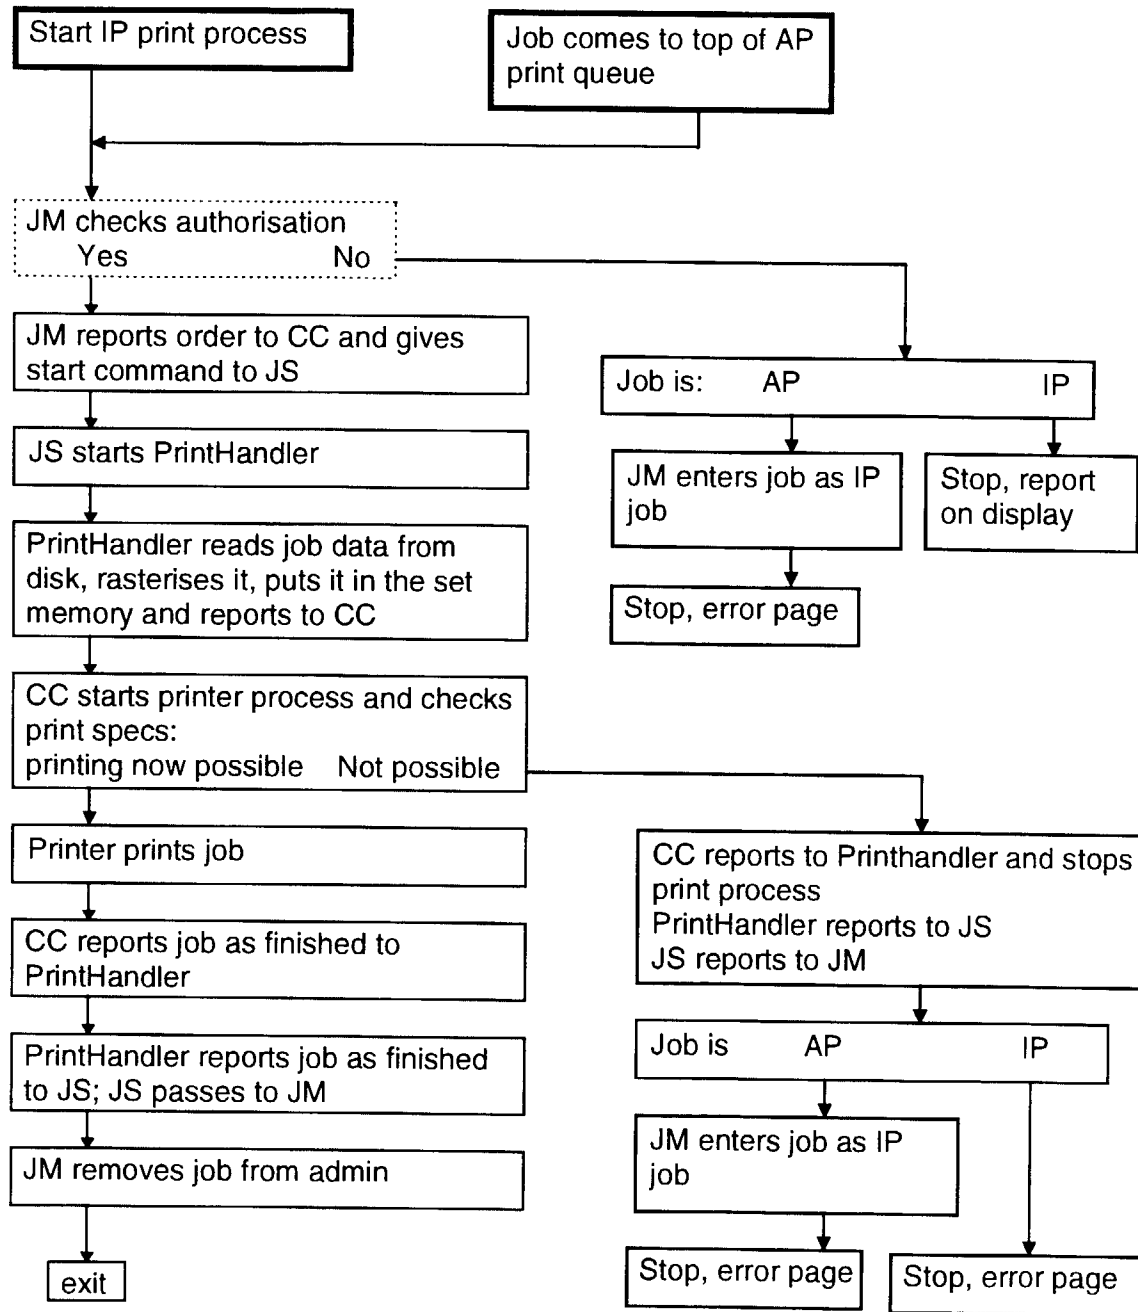 Start IP print process
Job comes to top of AP
print queue
JM checks authorisation
Yes No
JM reports order to CC and gives
start command to JS
Job is: AP IP
JS starts PrintHandler
JM enters job as IP
job
Stop, report
on display
PrintHandler reads job data from
disk, rasterises it, puts it in the set
memory and reports to CC
Stop, error page
CC starts printer process and checks
print specs:
printing now possible Not possible
Printer prints job
CC reports to Printhandler and stops
print process
PrintHandler reports to JS
JS reports to JM
CC reports job as finished to
PrintHandler
Job is AP IP
PrintHandler reports job as finished
to JS; JS passes to JM
JM enters job as IP
job
JM removes job from admin
Stop, error page
Stop, error page
exit